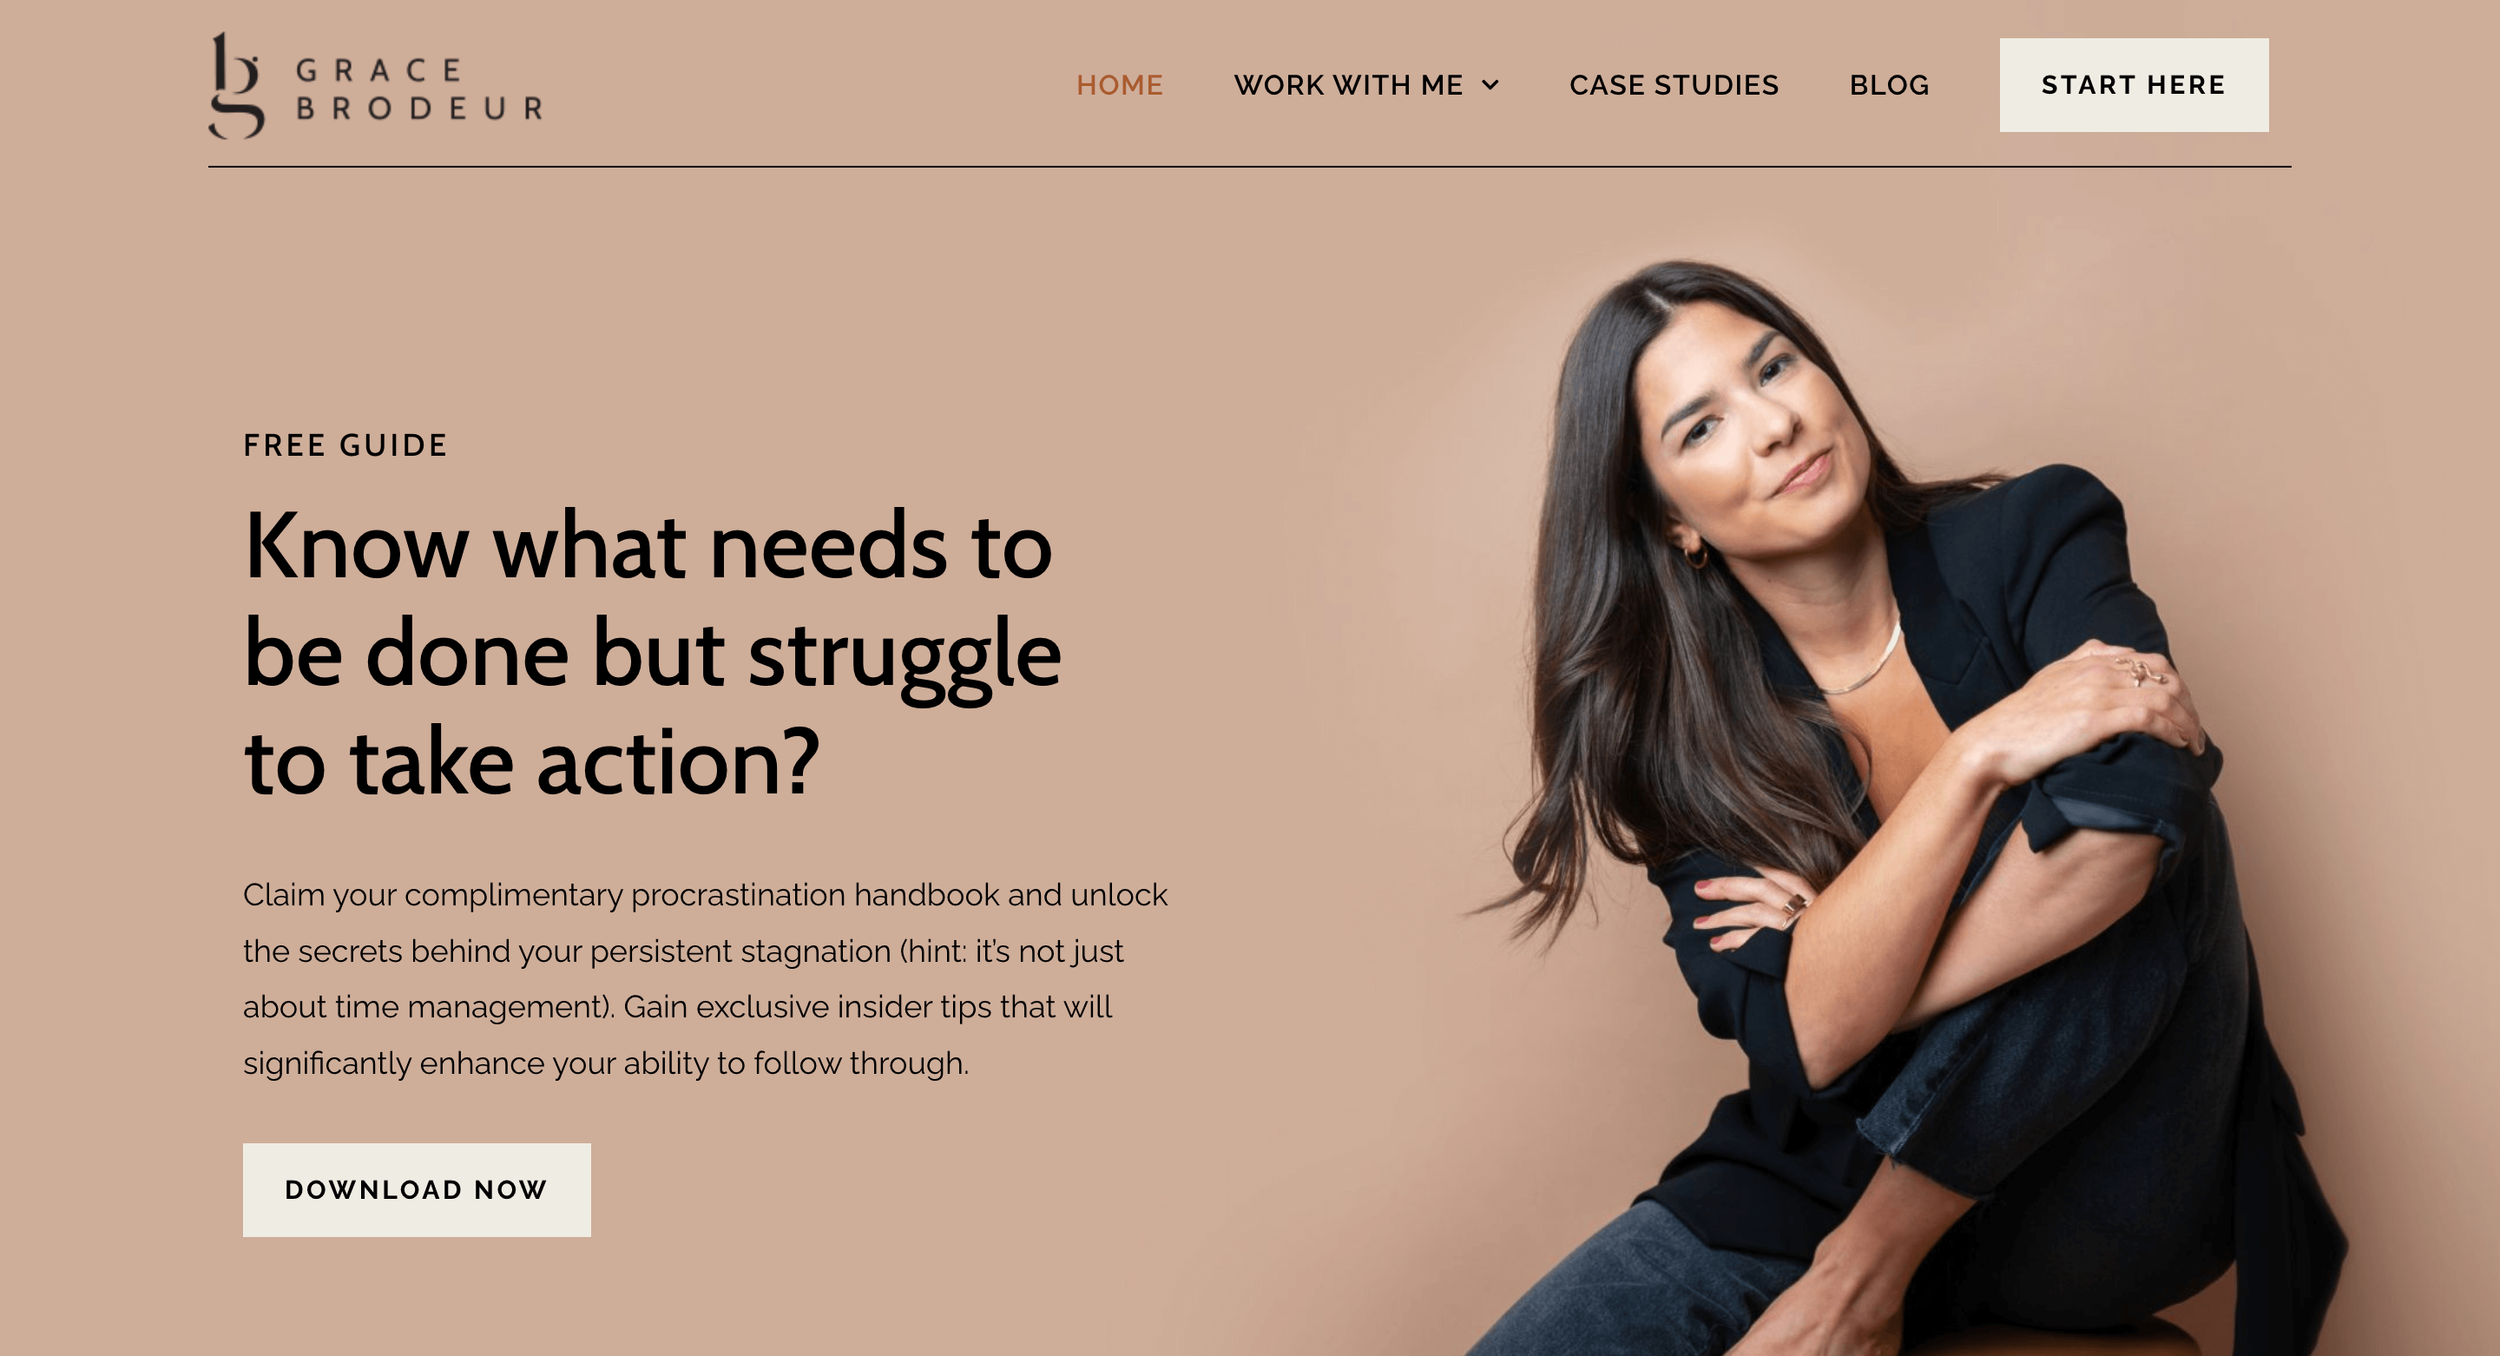 GRACE
BRODEUR
HOME
WORK WITH ME
CASE STUDIES
BLOG
START HERE
FREE GUIDE
Know what needs to
be done but struggle
to take action?
Claim your complimentary procrastination handbook and unlock
the secrets behind your persistent stagnation (hint: it’s not just
about time management). Gain exclusive insider tips that will
significantly enhance your ability to follow through.
DOWNLOAD NOW